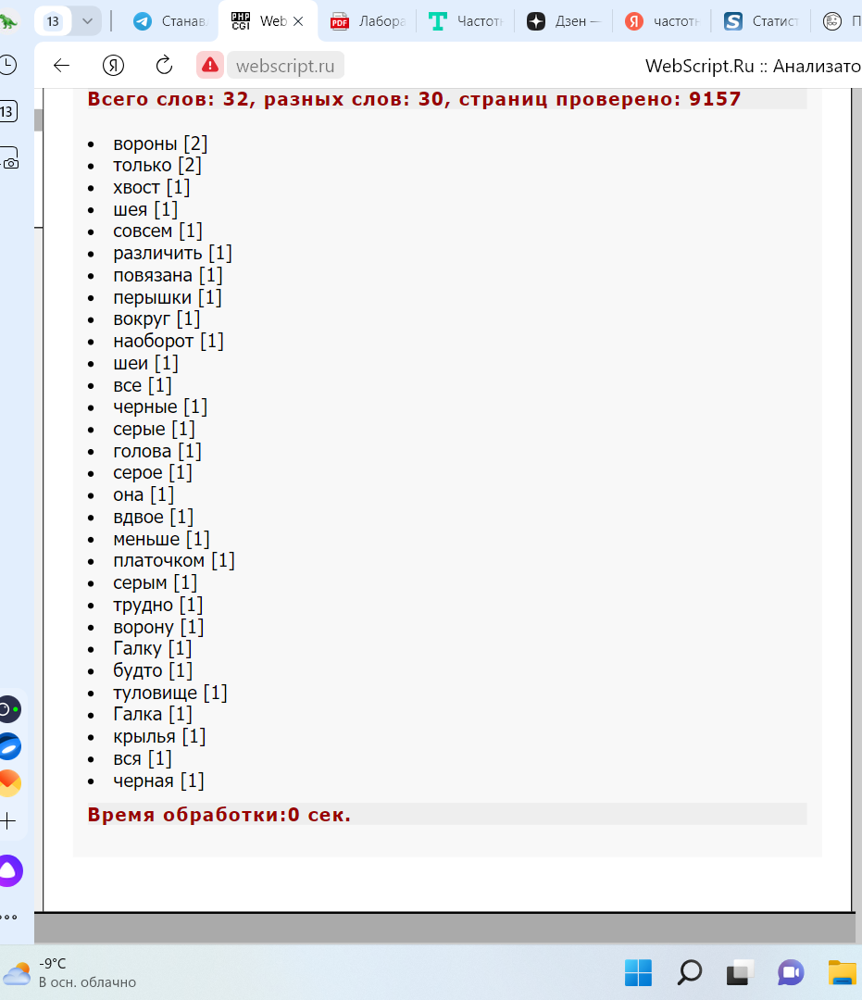 13
Станав
PHP
CGI
Web
PDF
Лабора
Частотн
Дзен —
Я
частотн
S
Статист
П
Я
webscript.ru
WebScript.Ru :: Анализато
13
Всего слов: 32, разных слов: 30, страниц проверено: 9157
вороны [2]
только [2]
хвост [1]
шея [1]
совсем [1]
различить [1]
повязана [1]
перышки [1]
вокруг [1]
наоборот [1]
шеи [1]
все [1]
черные [1]
серые [1]
голова [1]
серое [1]
она [1]
вдвое [1]
меньше [1]
платочком [1]
серым [1]
трудно [1]
ворону [1]
Галку [1]
будто [1]
туловище [1]
Галка [1]
крылья [1]
вся [1]
черная [1]
Время обработки:0 сек.
-9°C
В осн. облачно